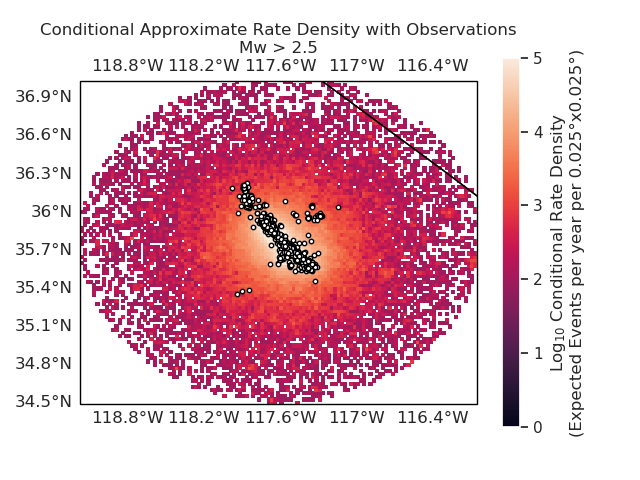 Conditional Approximate Rate Density with Observations
Mw > 2.5
118.8°W 118.2°W 117.6°W 117°W 116.4°W
36.9°N
36.6°N
36.3°N
36°N
35.7°N
35.4°N
35.1°N
34.8°N
34.5°N
118.8°W 118.2°W 117.6°W 117°W 116.4°W
5
4
3
2
1
0
Log₁₀ Conditional Rate Density
(Expected Events per year per 0.025°x0.025°)